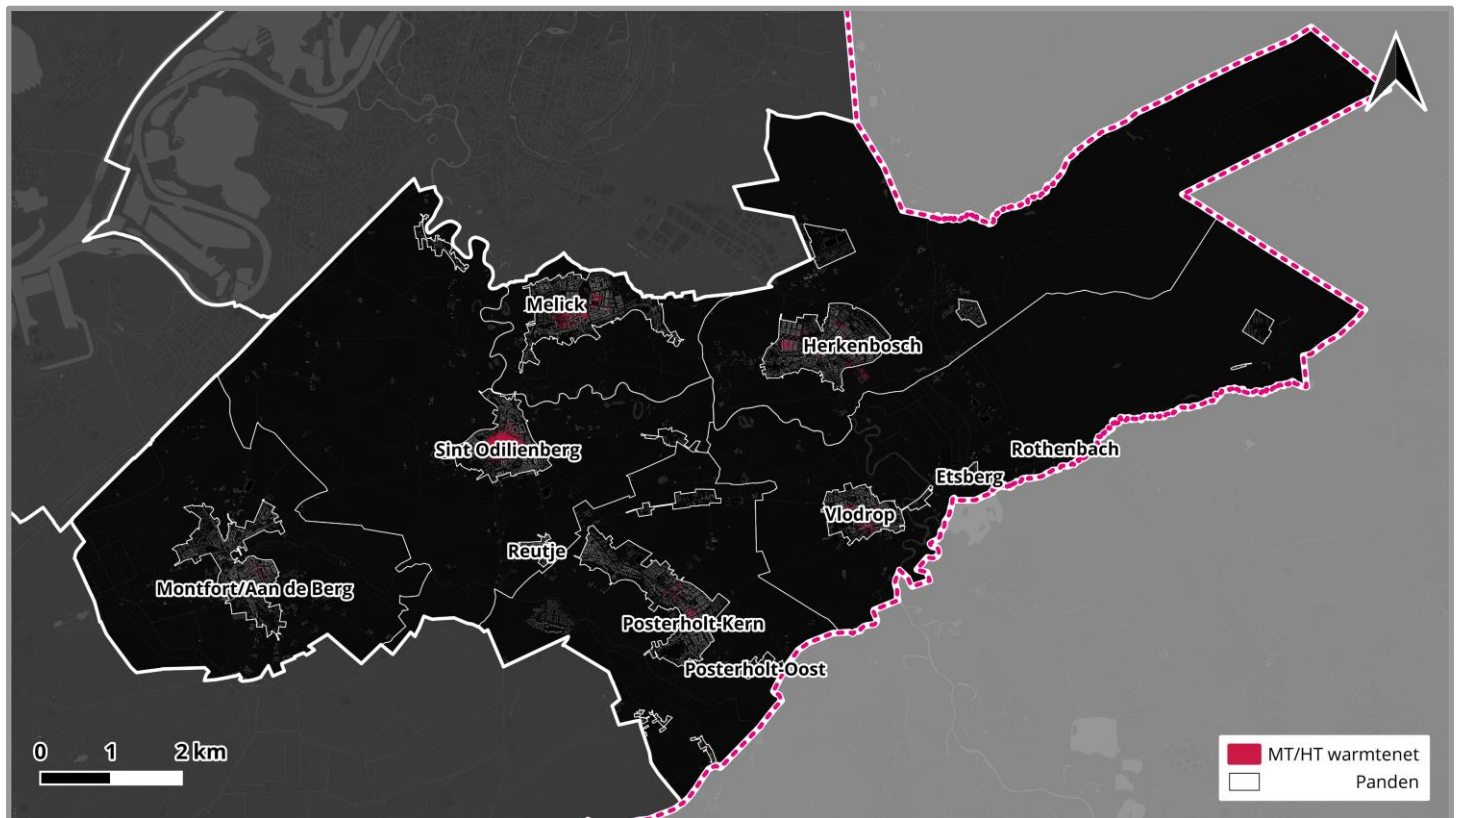 Melick
Herkenbosch
Sint Odilienberg
Rothenbach
Etsberg
Vlodrop
Reutje
Montfort/Aan de Berg
Posterholt-Kern
Posterholt-Oost
0 1 2 km
MT/HT warmtenet
Panden